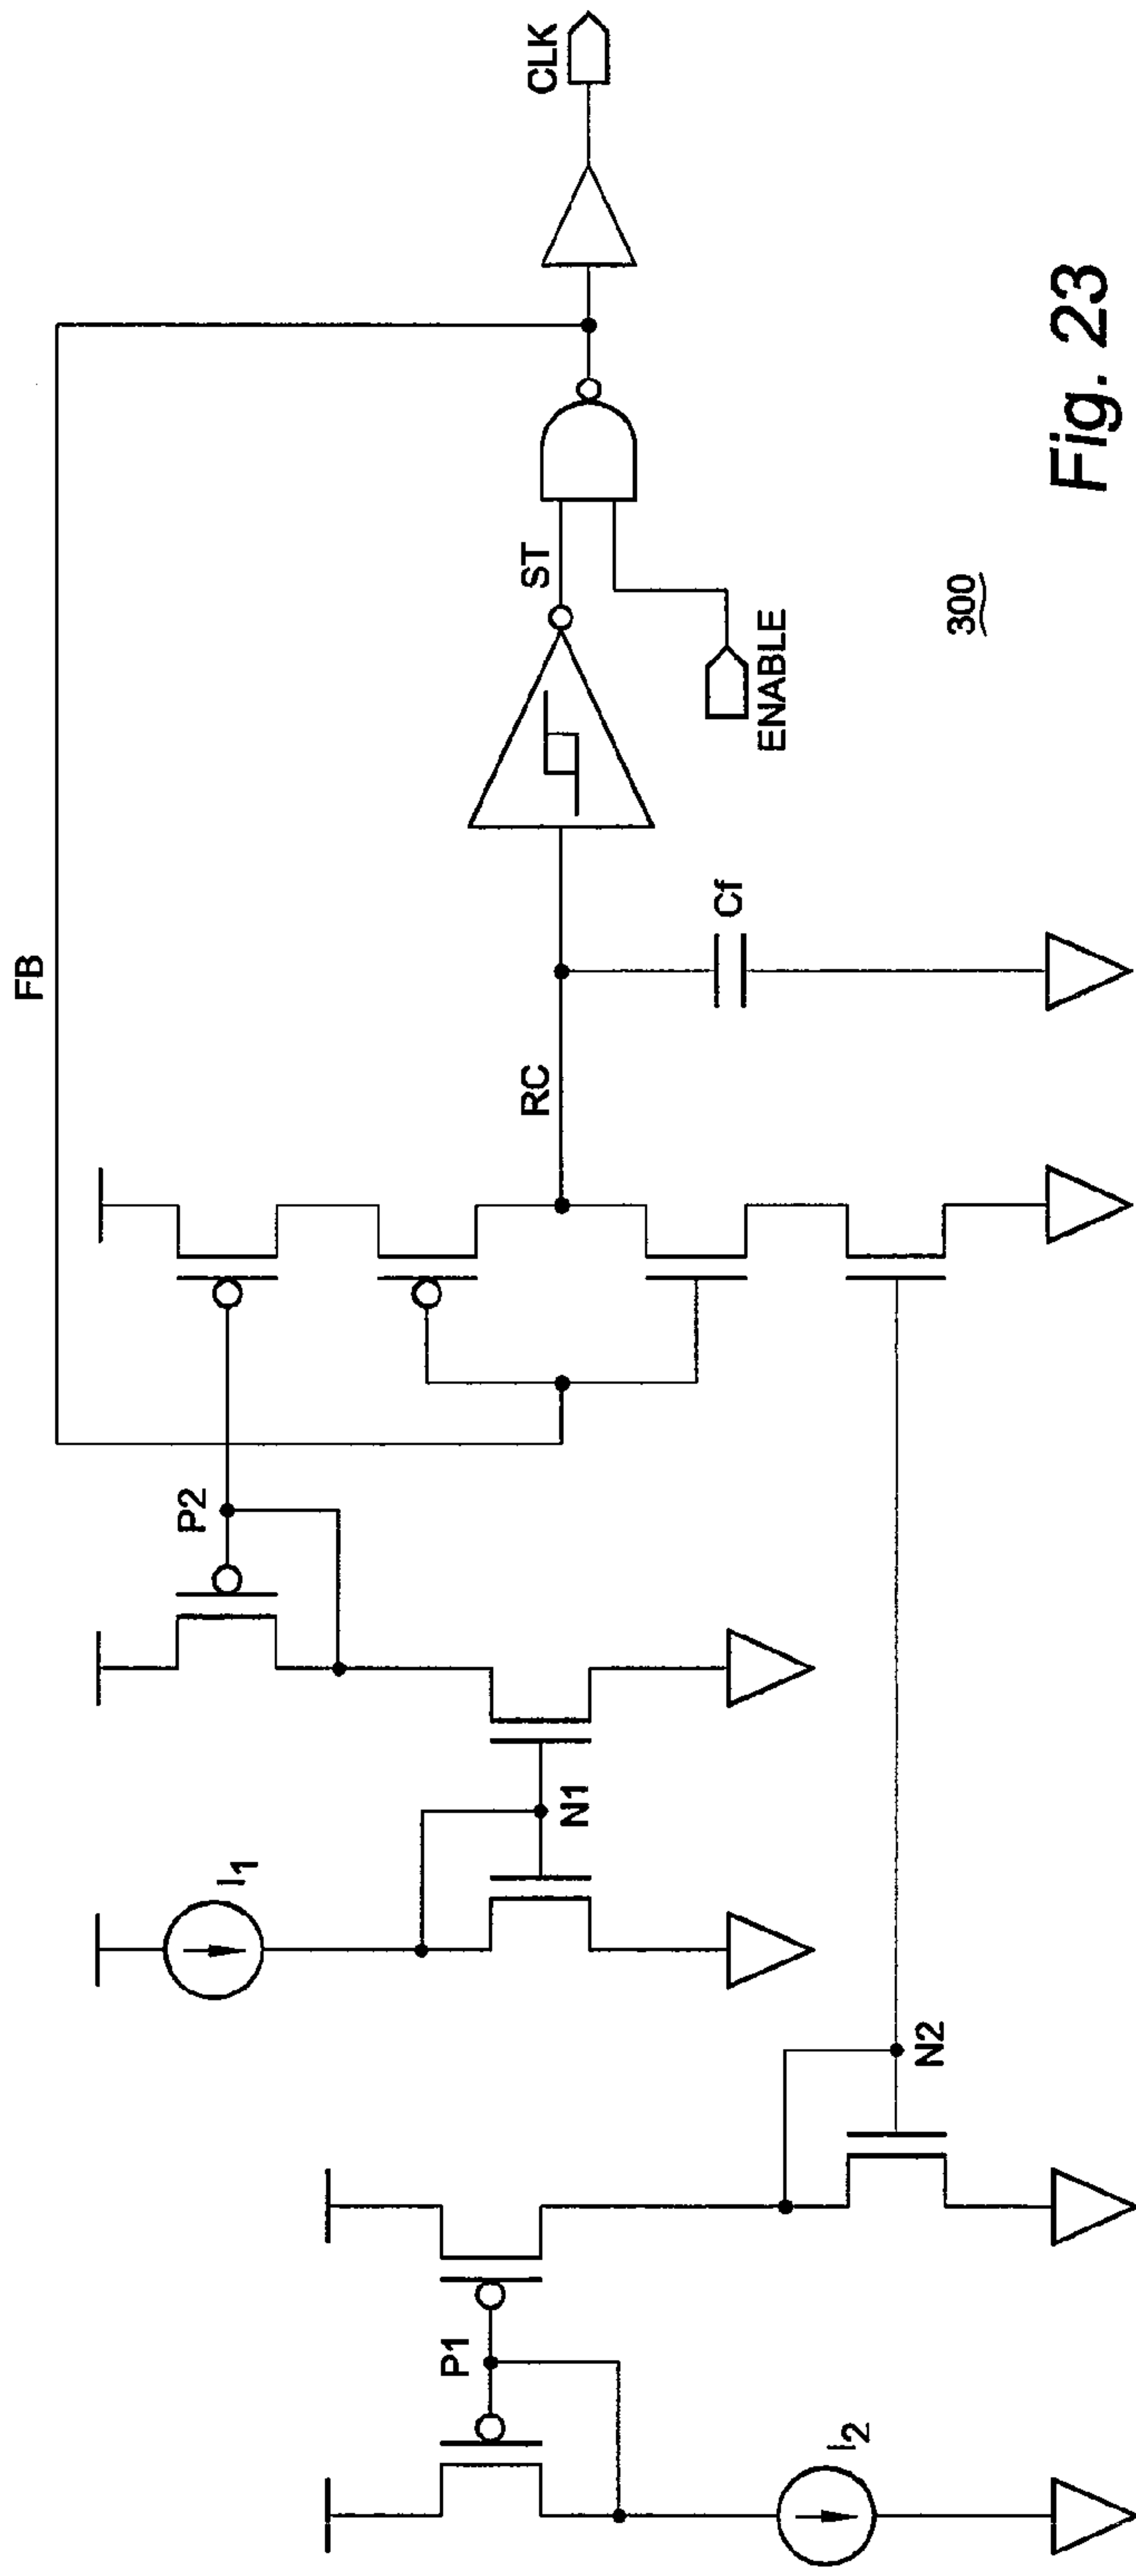 FB
CLK
P2
I1
RC
ST
Cf
N1
ENABLE
P1
N2
I2
300
Fig. 23